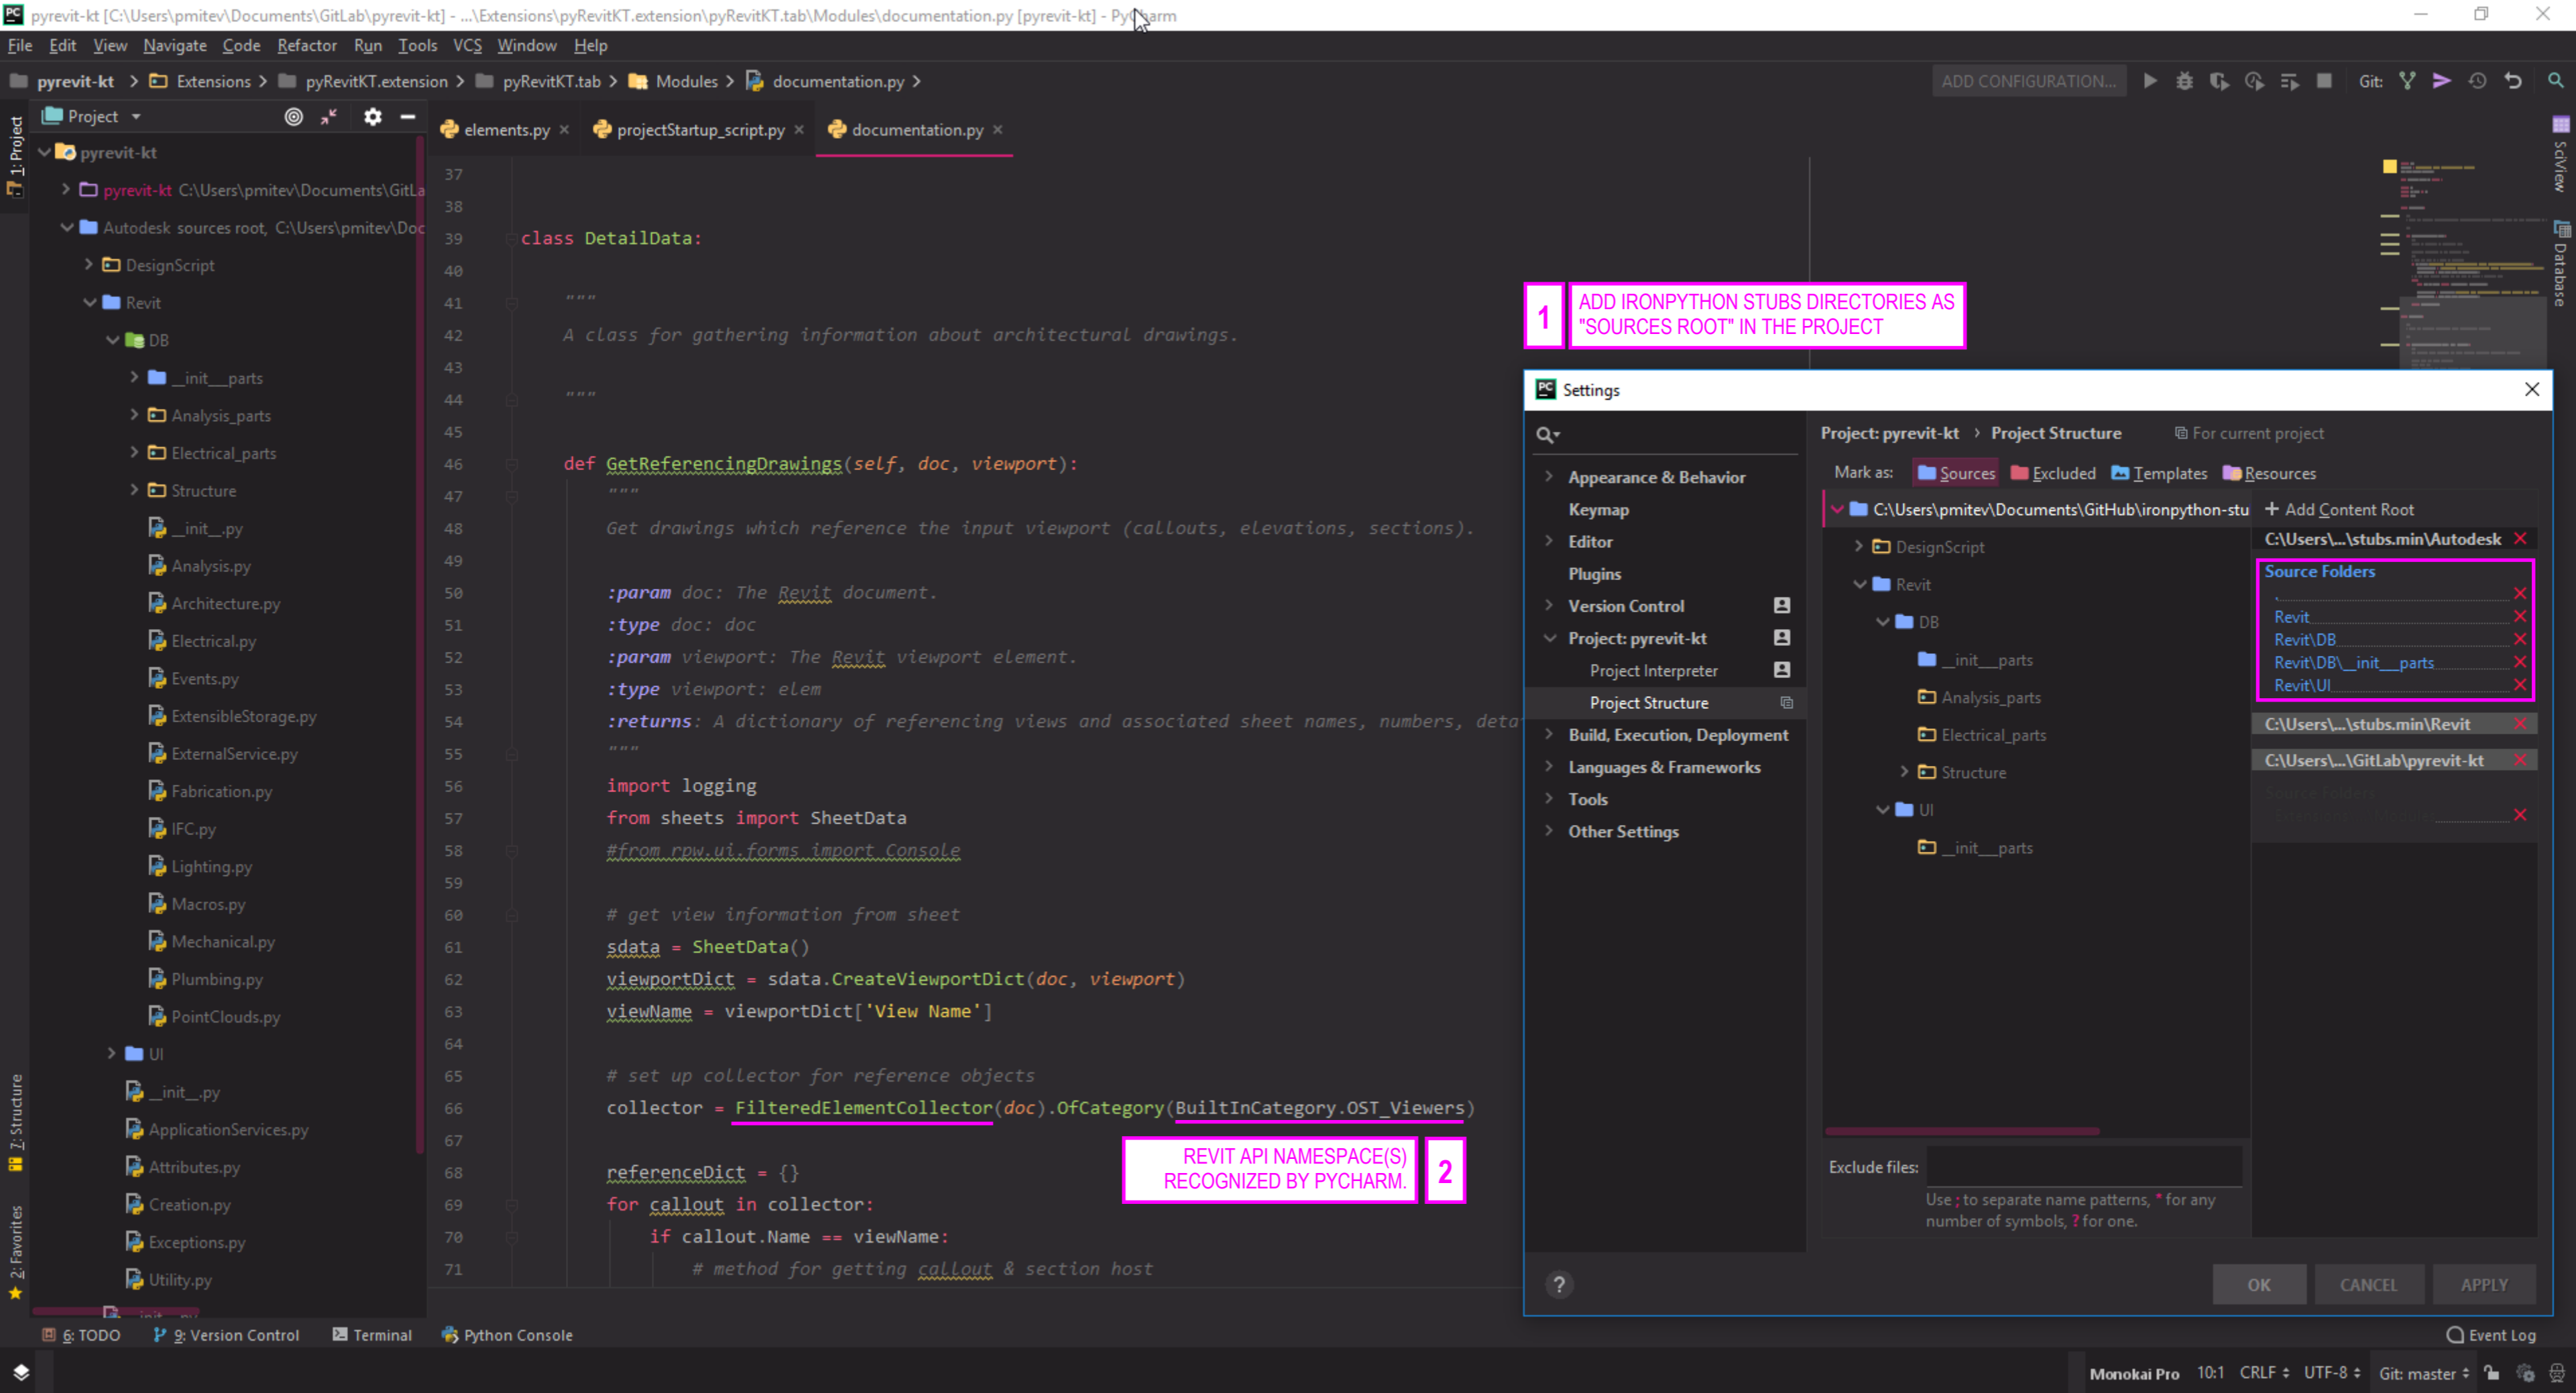 pyrevit-kt [C:\Users\pmitev\Documents\GitLab\pyrevit-kt] - ...\Extensions\pyRevitKT.extension\pyRevitKT.tab\Modules\documentation.py [pyrevit-kt] - PyCharm
File Edit View Navigate Code Refactor Run Tools VCS Window Help
pyrevit-kt Extensions pyRevitKT.extension pyRevitKT.tab Modules documentation.py
ADD CONFIGURATION... Git:
1: Project
7: Structure
2: Favorites
Project
pyrevit-kt
pyrevit-kt C:\Users\pmitev\Documents\GitLa
Autodesk sources root, C:\Users\pmitev\Doc
DesignScript
Revit
DB
__init__parts
Analysis_parts
Electrical_parts
Structure
__init__.py
Analysis.py
Architecture.py
Electrical.py
Events.py
ExtensibleStorage.py
ExternalService.py
Fabrication.py
IFC.py
Lighting.py
Macros.py
Mechanical.py
Plumbing.py
PointClouds.py
UI
__init__.py
ApplicationServices.py
Attributes.py
Creation.py
Exceptions.py
Utility.py
elements.py projectStartup_script.py documentation.py
37
38
39 class DetailData:
40
41 """
42 A class for gathering information about architectural drawings.
43
44 """
45
46 def GetReferencingDrawings(self, doc, viewport):
47 """
48 Get drawings which reference the input viewport (callouts, elevations, sections).
49
50 :param doc: The Revit document.
51 :type doc: doc
52 :param viewport: The Revit viewport element.
53 :type viewport: elem
54 :returns: A dictionary of referencing views and associated sheet names, numbers, deta
55 """
56 import logging
57 from sheets import SheetData
58 #from rpw.ui.forms import Console
59
60 # get view information from sheet
61 sdata = SheetData()
62 viewportDict = sdata.CreateViewportDict(doc, viewport)
63 viewName = viewportDict['View Name']
64
65 # set up collector for reference objects
66 collector = FilteredElementCollector(doc).OfCategory(BuiltInCategory.OST_Viewers)
67
68 referenceDict = {}
69 for callout in collector:
70 if callout.Name == viewName:
71 # method for getting callout & section host
REVIT API NAMESPACE(S)
RECOGNIZED BY PYCHARM.
2
1
ADD IRONPYTHON STUBS DIRECTORIES AS
"SOURCES ROOT" IN THE PROJECT
SciView
Database
PC Settings
Appearance & Behavior
Keymap
Editor
Plugins
Version Control
Project: pyrevit-kt
Project Interpreter
Project Structure
Build, Execution, Deployment
Languages & Frameworks
Tools
Other Settings
Project: pyrevit-kt › Project Structure For current project
Mark as: Sources Excluded Templates Resources
C:\Users\pmitev\Documents\GitHub\ironpython-stu
DesignScript
Revit
DB
__init__parts
Analysis_parts
Electrical_parts
Structure
UI
__init__parts
+ Add Content Root
C:\Users\...\stubs.min\Autodesk
Source Folders
.
Revit
Revit\DB
Revit\DB\__init__parts
Revit\UI
C:\Users\...\stubs.min\Revit
C:\Users\...\GitLab\pyrevit-kt
Source Folders
Exclude files:
Use ; to separate name patterns, * for any
number of symbols, ? for one.
?
OK CANCEL APPLY
6: TODO 9: Version Control Terminal Python Console
Event Log
Monokai Pro 10:1 CRLF UTF-8 Git: master